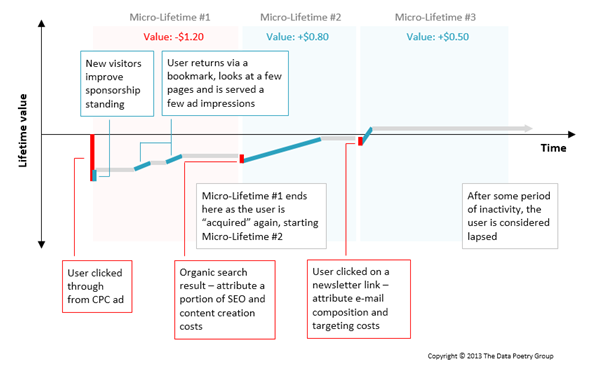 Micro-Lifetime #1
Value: -$1.20
Micro-Lifetime #2
Value: +$0.80
Micro-Lifetime #3
Value: +$0.50
New visitors
improve
sponsorship
standing
User returns via a
bookmark, looks at a few
pages and is served a
few ad impressions
Lifetime value
Time
Micro-Lifetime #1 ends
here as the user is
“acquired” again, starting
Micro-Lifetime #2
After some period
of inactivity, the
user is considered
lapsed
User clicked
through
from CPC ad
Organic search
result – attribute a
portion of SEO and
content creation
costs
User clicked on a
newsletter link –
attribute e-mail
composition and
targeting costs
Copyright © 2013 The Data Poetry Group